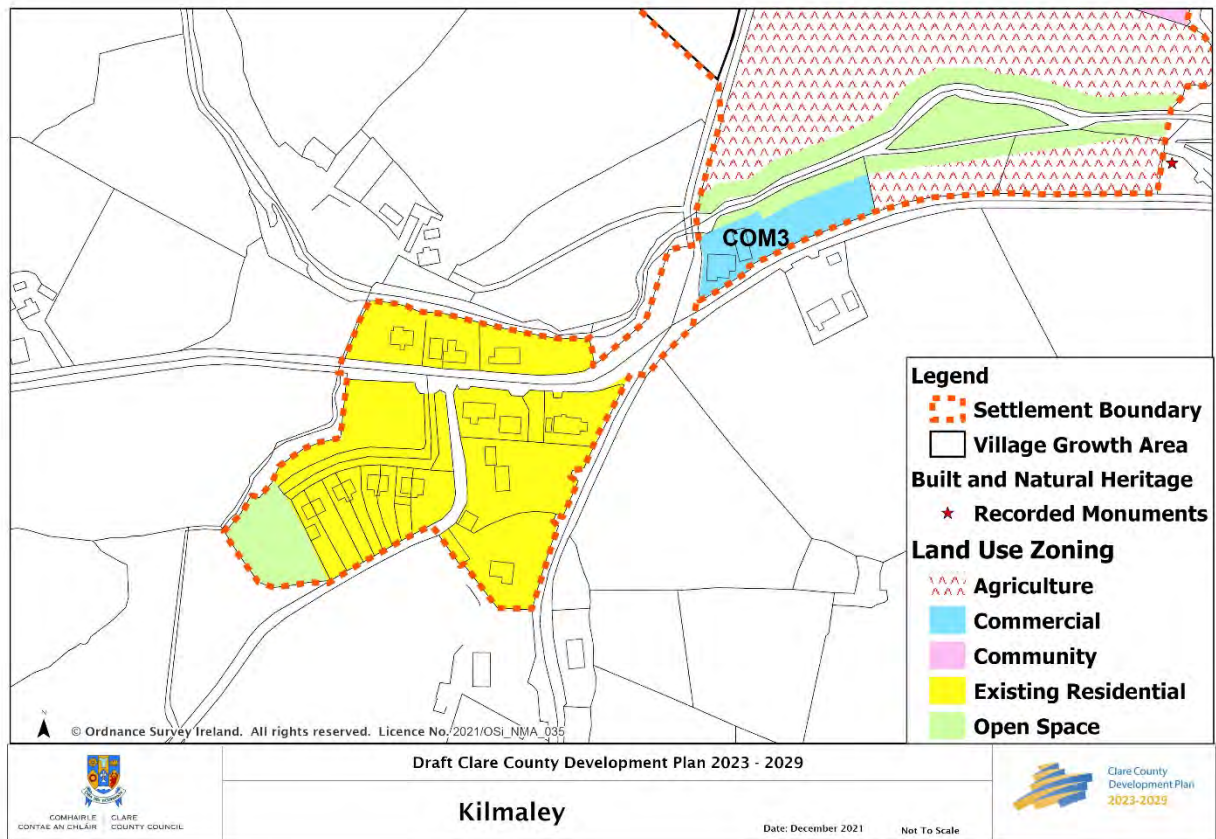 COM3
Legend
Settlement Boundary
Village Growth Area
Built and Natural Heritage
Recorded Monuments
Land Use Zoning
Agriculture
Commercial
Community
Existing Residential
Open Space
N
© Ordnance Survey Ireland. All rights reserved. Licence No. 2021/OSi_NMA_035
COMHAIRLE CONTAE AN CHLÁIR
CLARE COUNTY COUNCIL
Draft Clare County Development Plan 2023 - 2029
Kilmaley
Date: December 2021
Not To Scale
Clare County
Development Plan
2023-2029